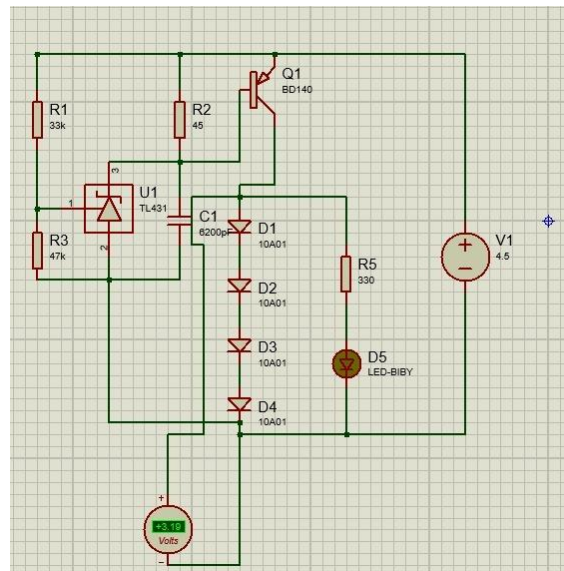 Q1
BD140
R1
33k
R2
45
3
U1
TL431
1
2
C1
6200pF
D1
10A01
R3
47k
R5
330
V1
4.5
D2
10A01
D3
10A01
D5
LED-BIBY
D4
10A01
+3.19
Volts